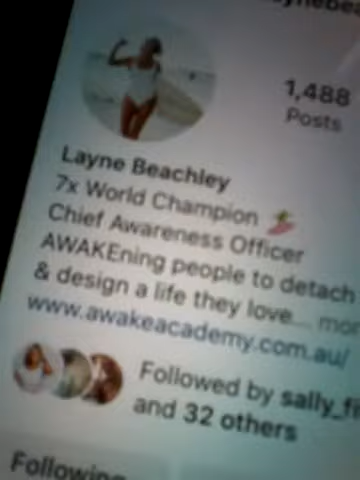 1,488
Posts
Layne Beachley
7x World Champion
Chief Awareness Officer
AWAKEning people to detach
& design a life they love... mor
www.awakeacademy.com.au/
Followed by sally_fi
and 32 others
Following